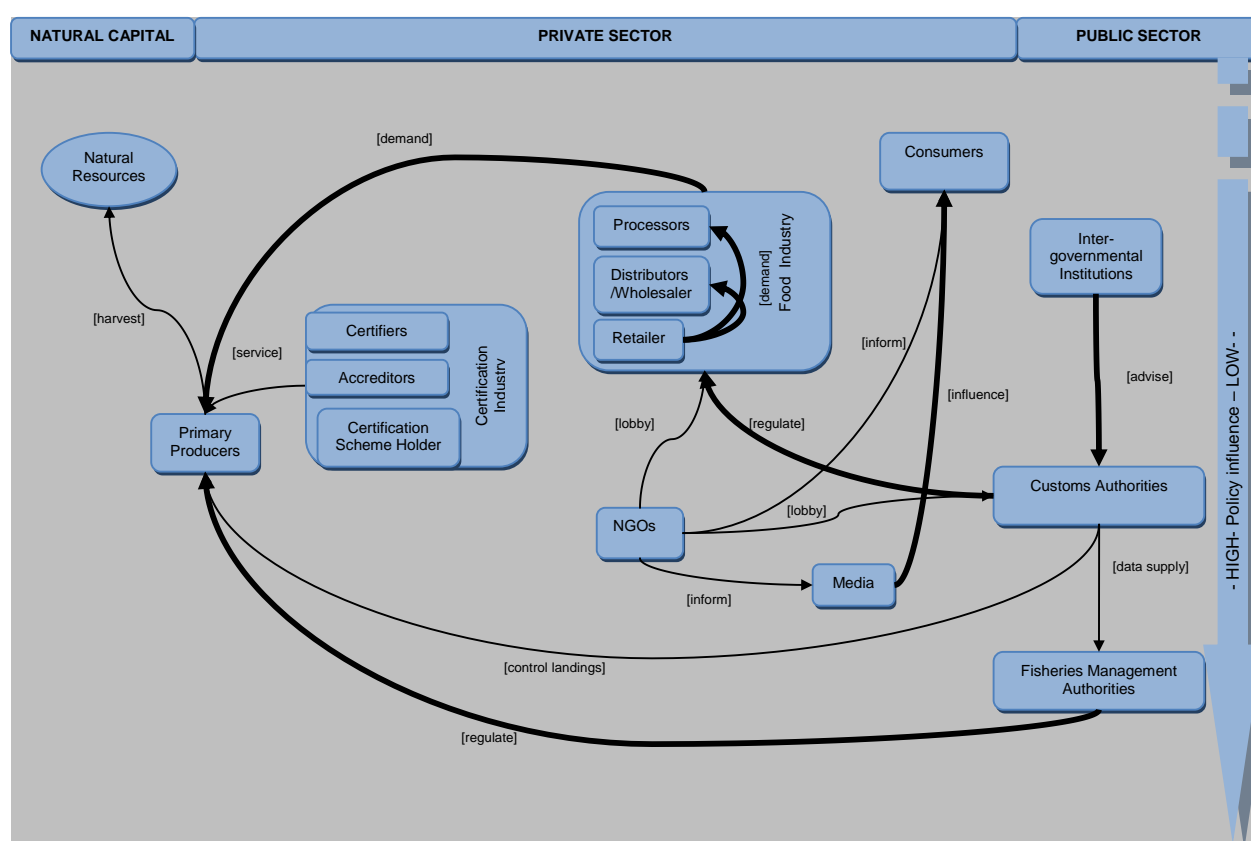 NATURAL CAPITAL
PRIVATE SECTOR
PUBLIC SECTOR
[demand]
Natural
Resources
Consumers
Processors
Distributors
/Wholesaler
Retailer
[demand]
Food Industry
Inter-
governmental
Institutions
[harvest]
[service]
Certifiers
Accreditors
Certification
Scheme Holder
Certification
Industry
[inform]
[influence]
[advise]
Primary
Producers
[lobby]
[regulate]
Customs Authorities
NGOs
[lobby]
Media
[inform]
[data supply]
[control landings]
Fisheries Management
Authorities
[regulate]
- HIGH- Policy influence – LOW- -